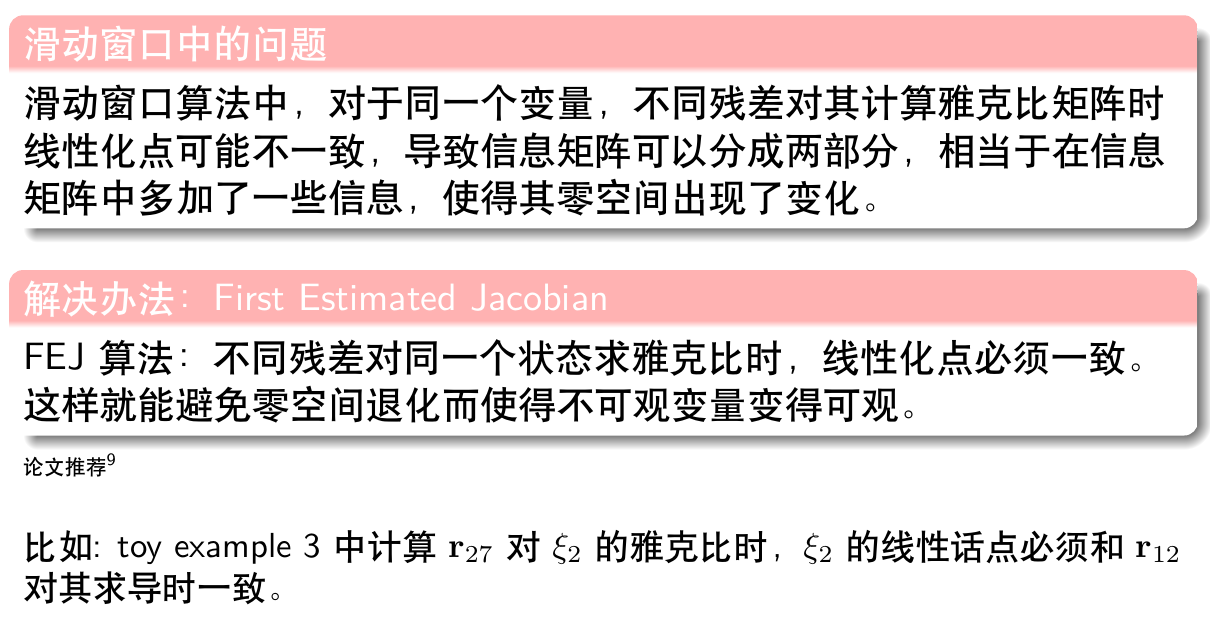 滑动窗口中的问题
滑动窗口算法中，对于同一个变量，不同残差对其计算雅克比矩阵时
线性化点可能不一致，导致信息矩阵可以分成两部分，相当于在信息
矩阵中多加了一些信息，使得其零空间出现了变化。
解决办法：First Estimated Jacobian
FEJ 算法：不同残差对同一个状态求雅克比时，线性化点必须一致。
这样就能避免零空间退化而使得不可观变量变得可观。
论文推荐⁹
比如: toy example 3 中计算 r₂₇ 对 ξ₂ 的雅克比时，ξ₂ 的线性话点必须和 r₁₂
对其求导时一致。